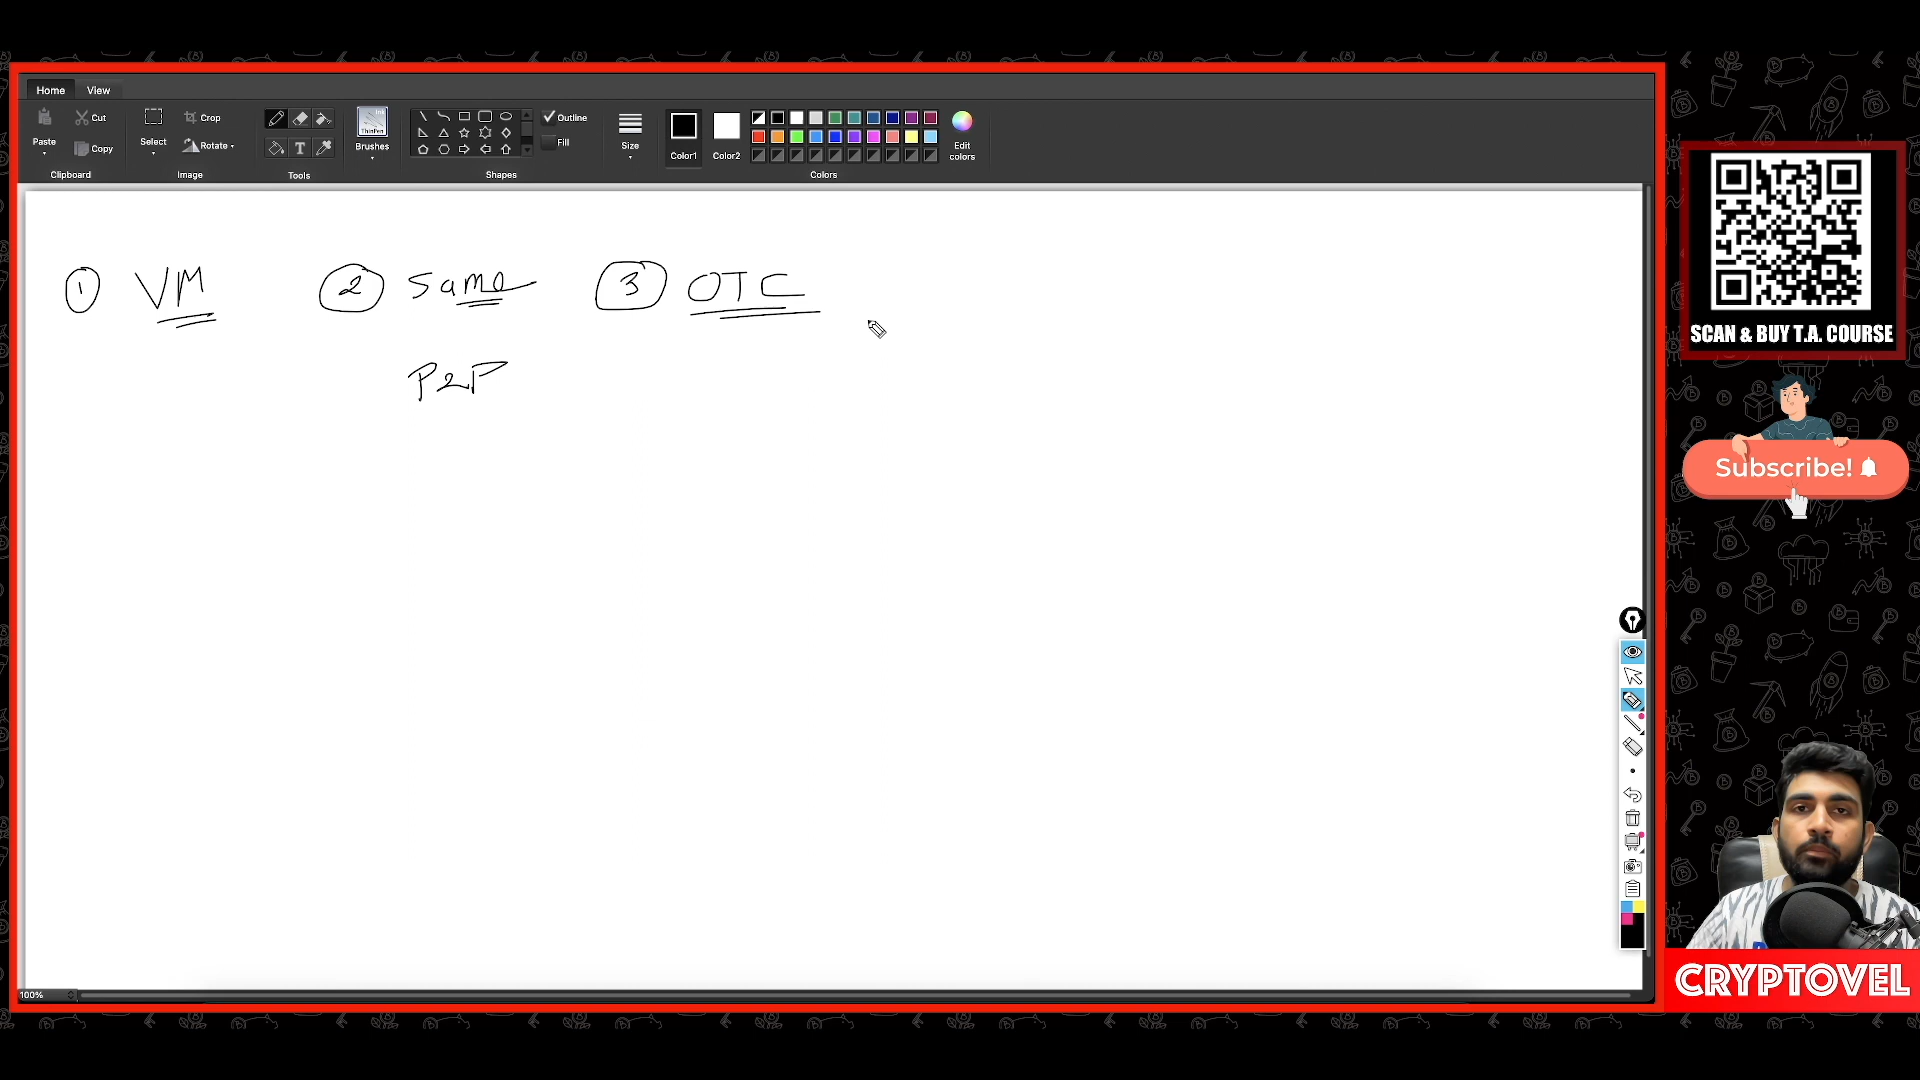 Home View
Paste
Cut
Copy
Clipboard
Select
Crop
Rotate
Image
Tools
ThinPen
Brushes
Shapes
Outline
Fill
Size
Color1
Color2
Colors
Edit
colors
① VM ② Same ③ OTC
P2P
100%
SCAN & BUY T.A. COURSE
Subscribe!
CRYPTOVEL